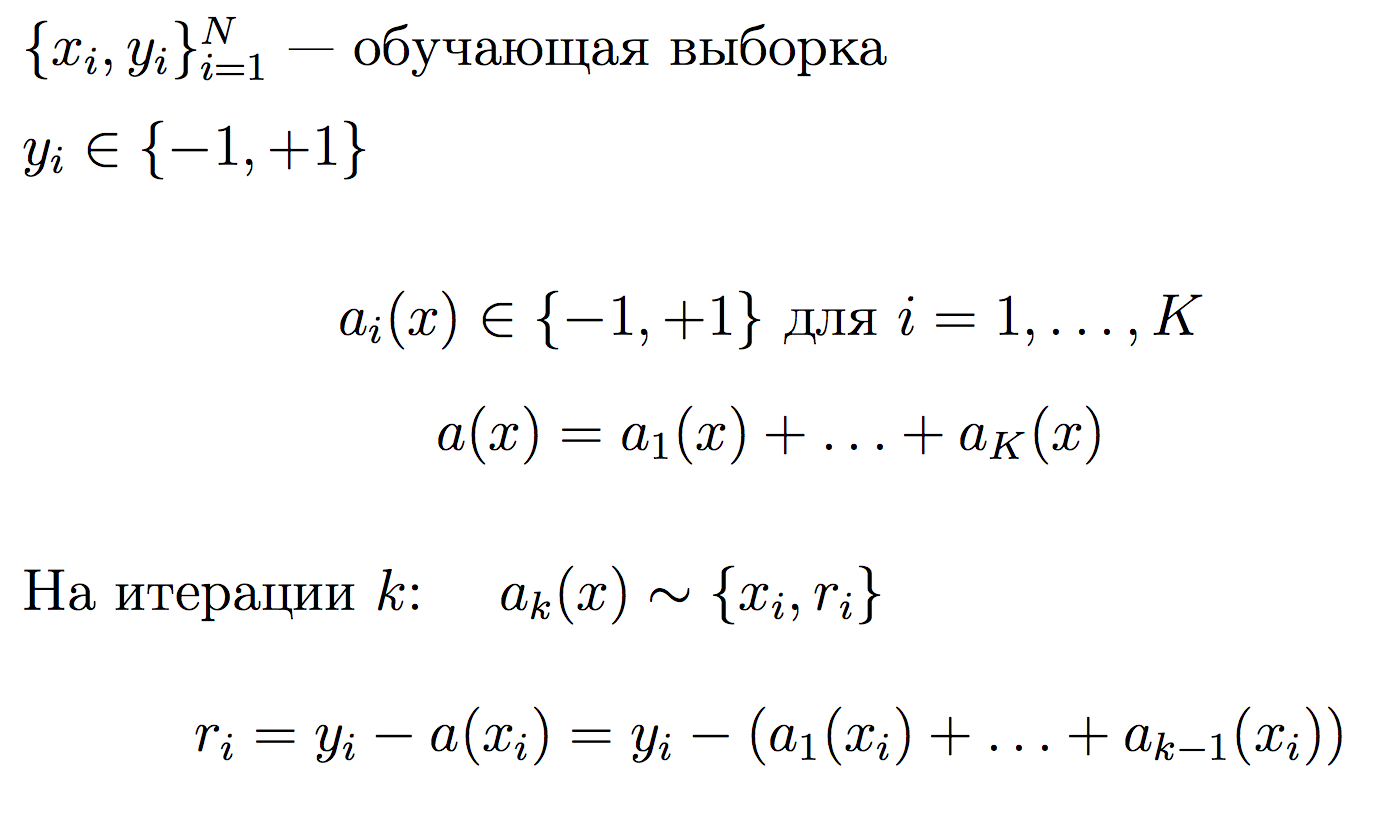 {x_i, y_i}_{i=1}^N — обучающая выборка
y_i ∈ {−1, +1}
a_i(x) ∈ {−1, +1} для i = 1, . . . , K
a(x) = a_1(x) + . . . + a_K(x)
На итерации k: a_k(x) ∼ {x_i, r_i}
r_i = y_i − a(x_i) = y_i − (a_1(x_i) + . . . + a_{k−1}(x_i))